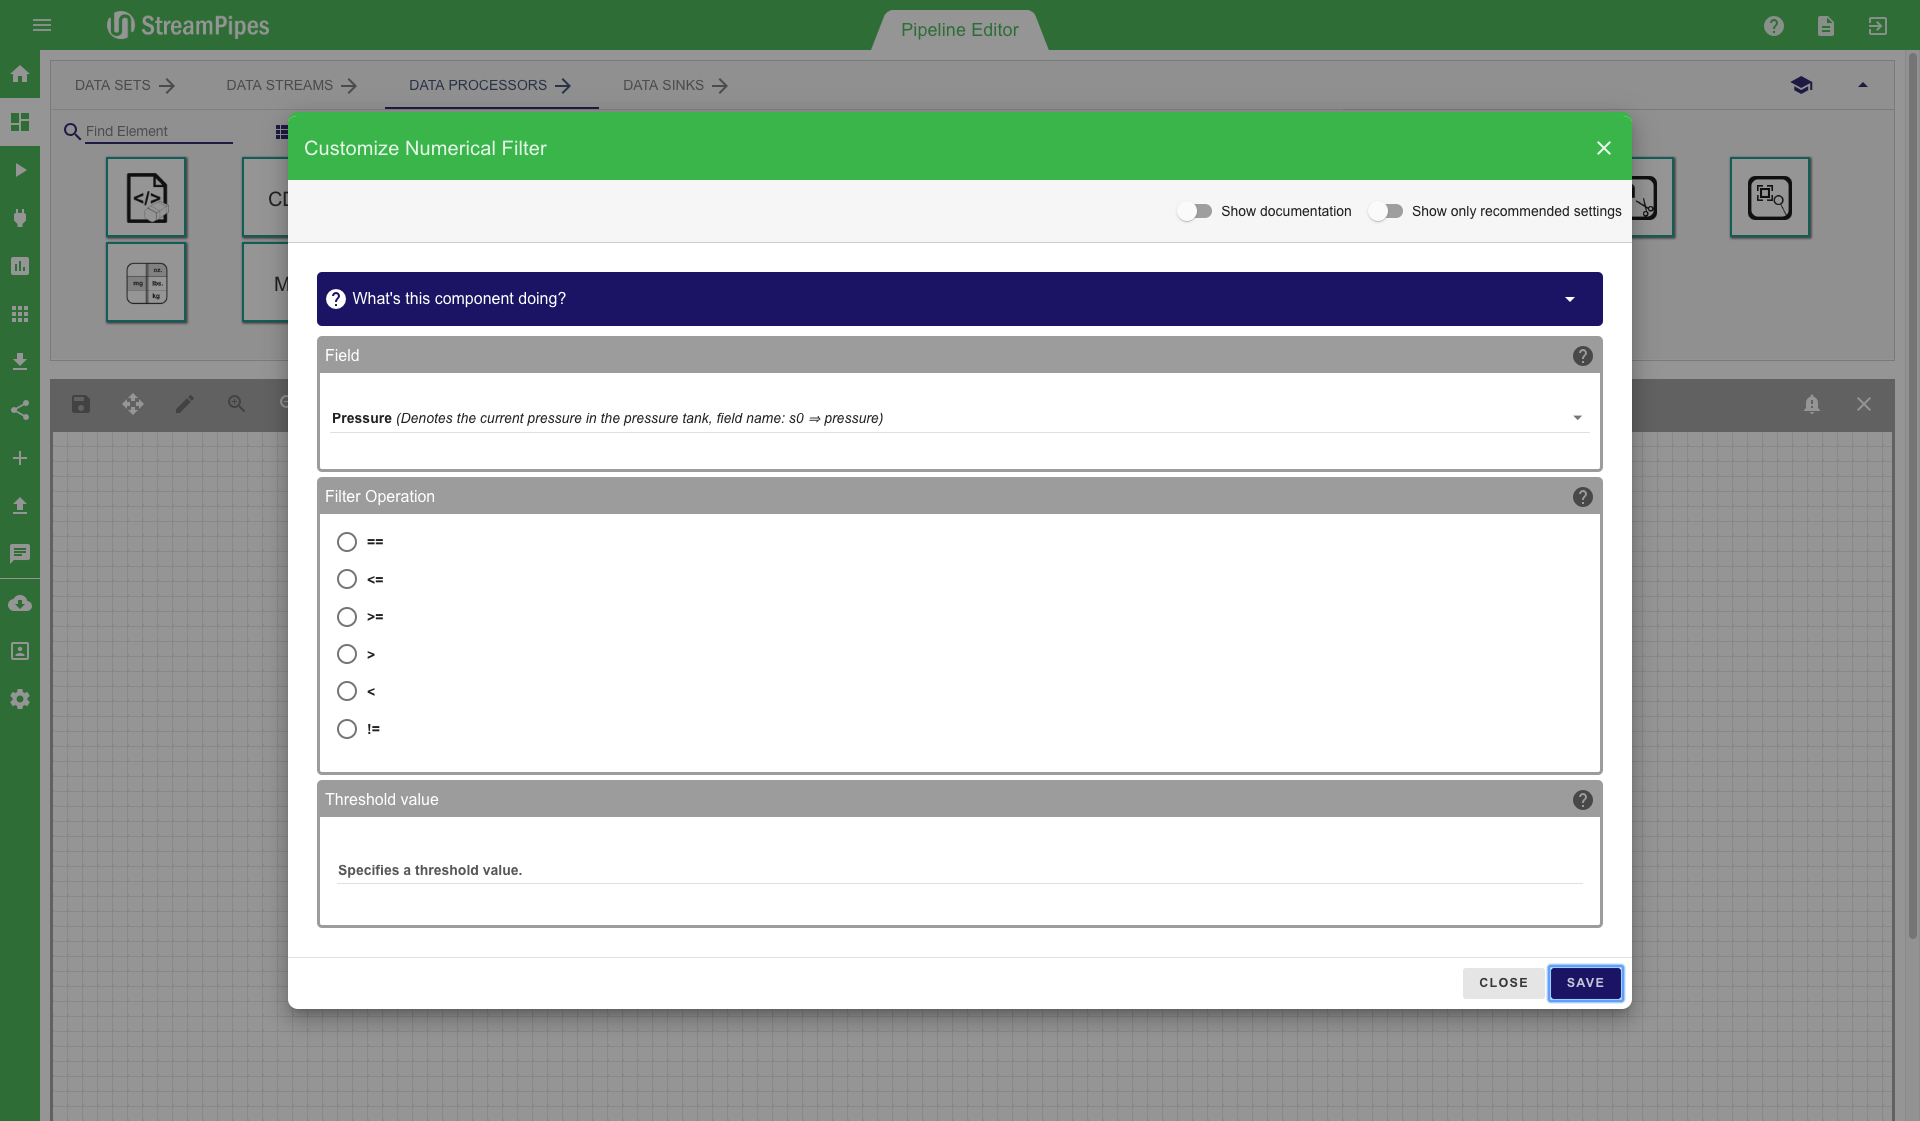 StreamPipes
Pipeline Editor
DATA SETS
DATA STREAMS
DATA PROCESSORS
DATA SINKS
Find Element
Customize Numerical Filter
Show documentation
Show only recommended settings
What's this component doing?
Field
Pressure (Denotes the current pressure in the pressure tank, field name: s0 ⇒ pressure)
Filter Operation
==
<=
>=
>
<
!=
Threshold value
Specifies a threshold value.
CLOSE
SAVE